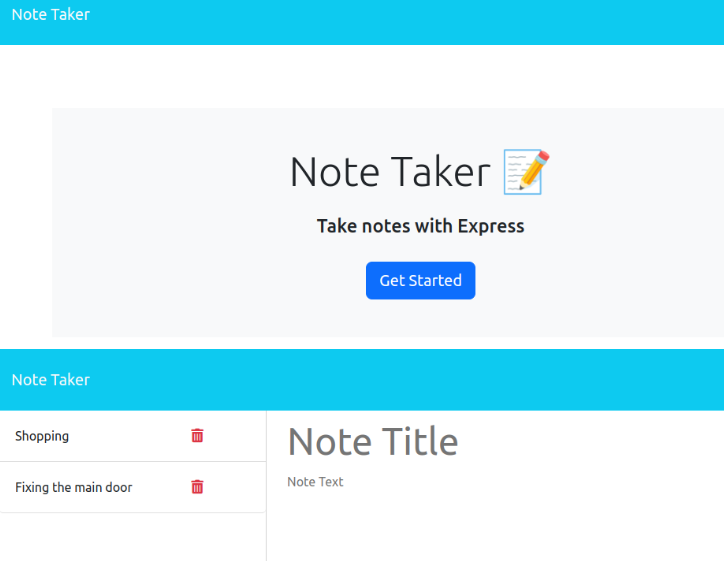 Note Taker
Note Taker
Take notes with Express
Get Started
Note Taker
Shopping
Fixing the main door
Note Title
Note Text